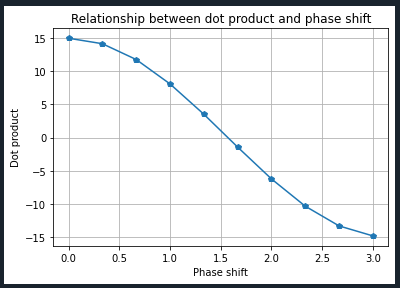 Relationship between dot product and phase shift
15
10
5
0
−5
−10
−15
Dot product
0.0 0.5 1.0 1.5 2.0 2.5 3.0
Phase shift